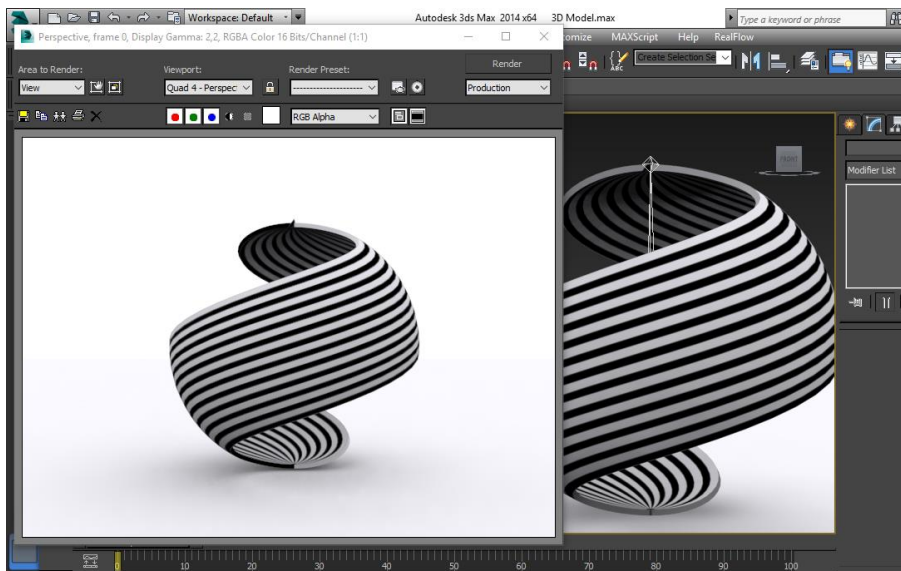 Workspace: Default
Autodesk 3ds Max 2014 x64 3D Model.max
Type a keyword or phrase
Perspective, frame 0, Display Gamma: 2,2, RGBA Color 16 Bits/Channel (1:1)
omize MAXScript Help RealFlow
Area to Render:
Viewport:
Render Preset:
Render
View
Quad 4 - Perspec
--------------------
Production
RGB Alpha
ABC
Create Selection Se
FRONT
Modifier List
0 10 20 30 40 50 60 70 80 90 100